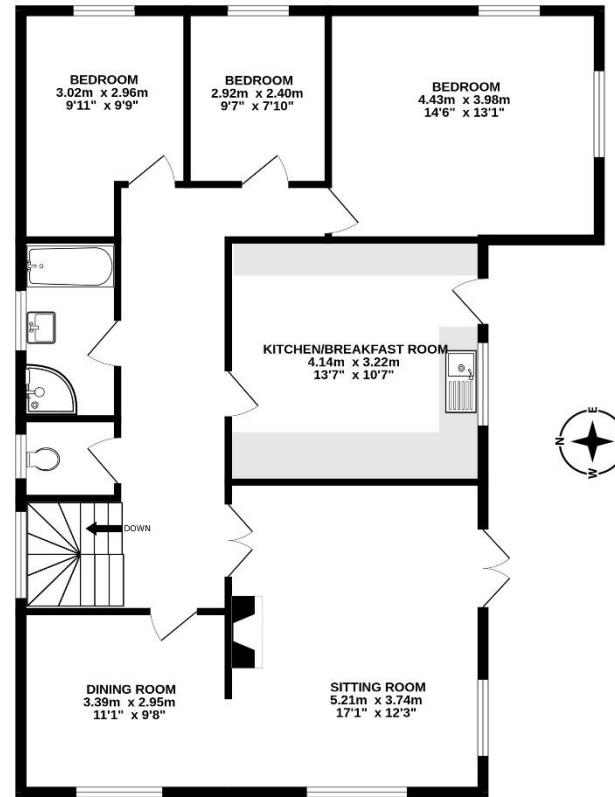 BEDROOM
3.02m x 2.96m
9'11" x 9'9"
BEDROOM
2.92m x 2.40m
9'7" x 7'10"
BEDROOM
4.43m x 3.98m
14'6" x 13'1"
KITCHEN/BREAKFAST ROOM
4.14m x 3.22m
13'7" x 10'7"
N
E
W
DOWN
DINING ROOM
3.39m x 2.95m
11'1" x 9'8"
SITTING ROOM
5.21m x 3.74m
17'1" x 12'3"